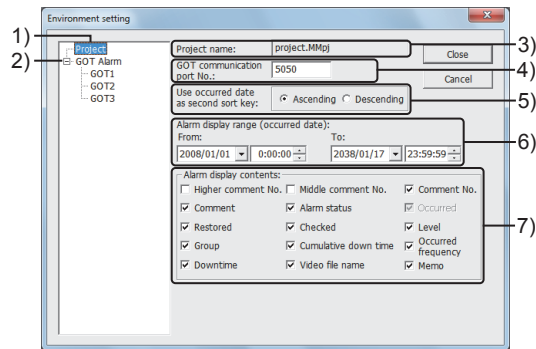 Environment setting
1)
2)
Project
GOT Alarm
GOT1
GOT2
GOT3
Project name: project.MMpj
3)
Close
GOT communication
port No.: 5050
4)
Cancel
Use occurred date
as second sort key: Ascending Descending
5)
Alarm display range (occurred date):
From: To:
2008/01/01 0:00:00 2038/01/17 23:59:59
6)
Alarm display contents:
Higher comment No. Middle comment No. Comment No.
Comment Alarm status Occurred
Restored Checked Level
7)
Group Cumulative down time Occurred
frequency
Downtime Video file name Memo